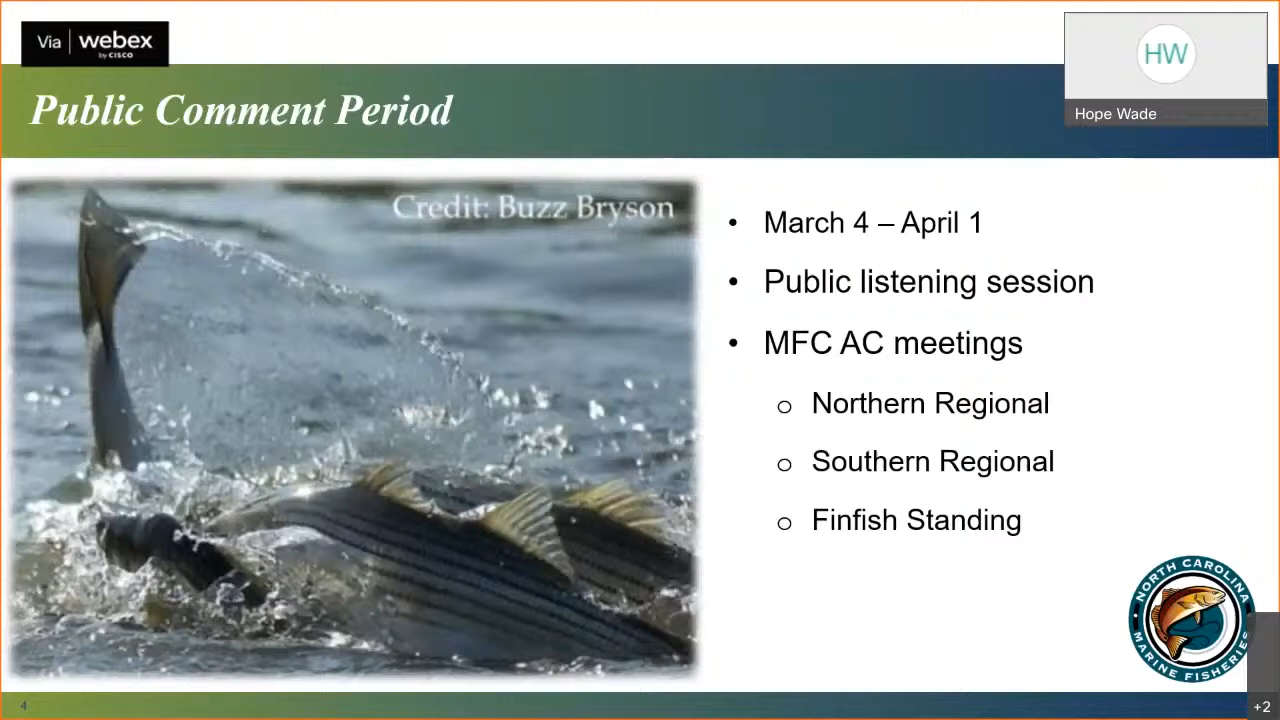 Via webex
by CISCO
HW
Hope Wade
Public Comment Period
Credit: Buzz Bryson
• March 4 – April 1
• Public listening session
• MFC AC meetings
o Northern Regional
o Southern Regional
o Finfish Standing
NORTH CAROLINA
MARINE FISHERIES
4
+2